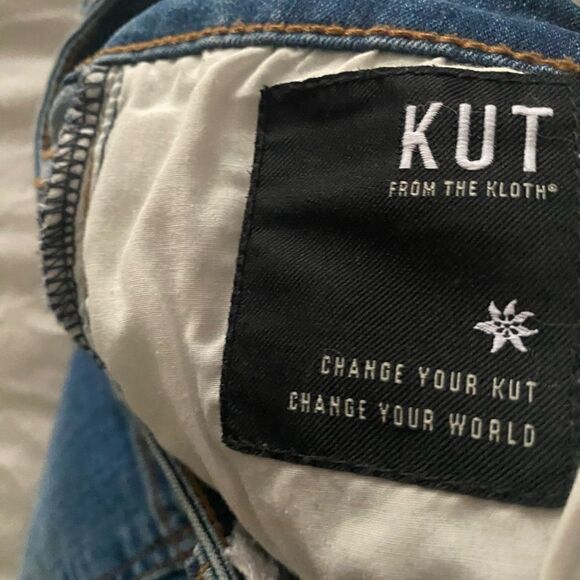 KUT
FROM THE KLOTH®
CHANGE YOUR KUT
CHANGE YOUR WORLD